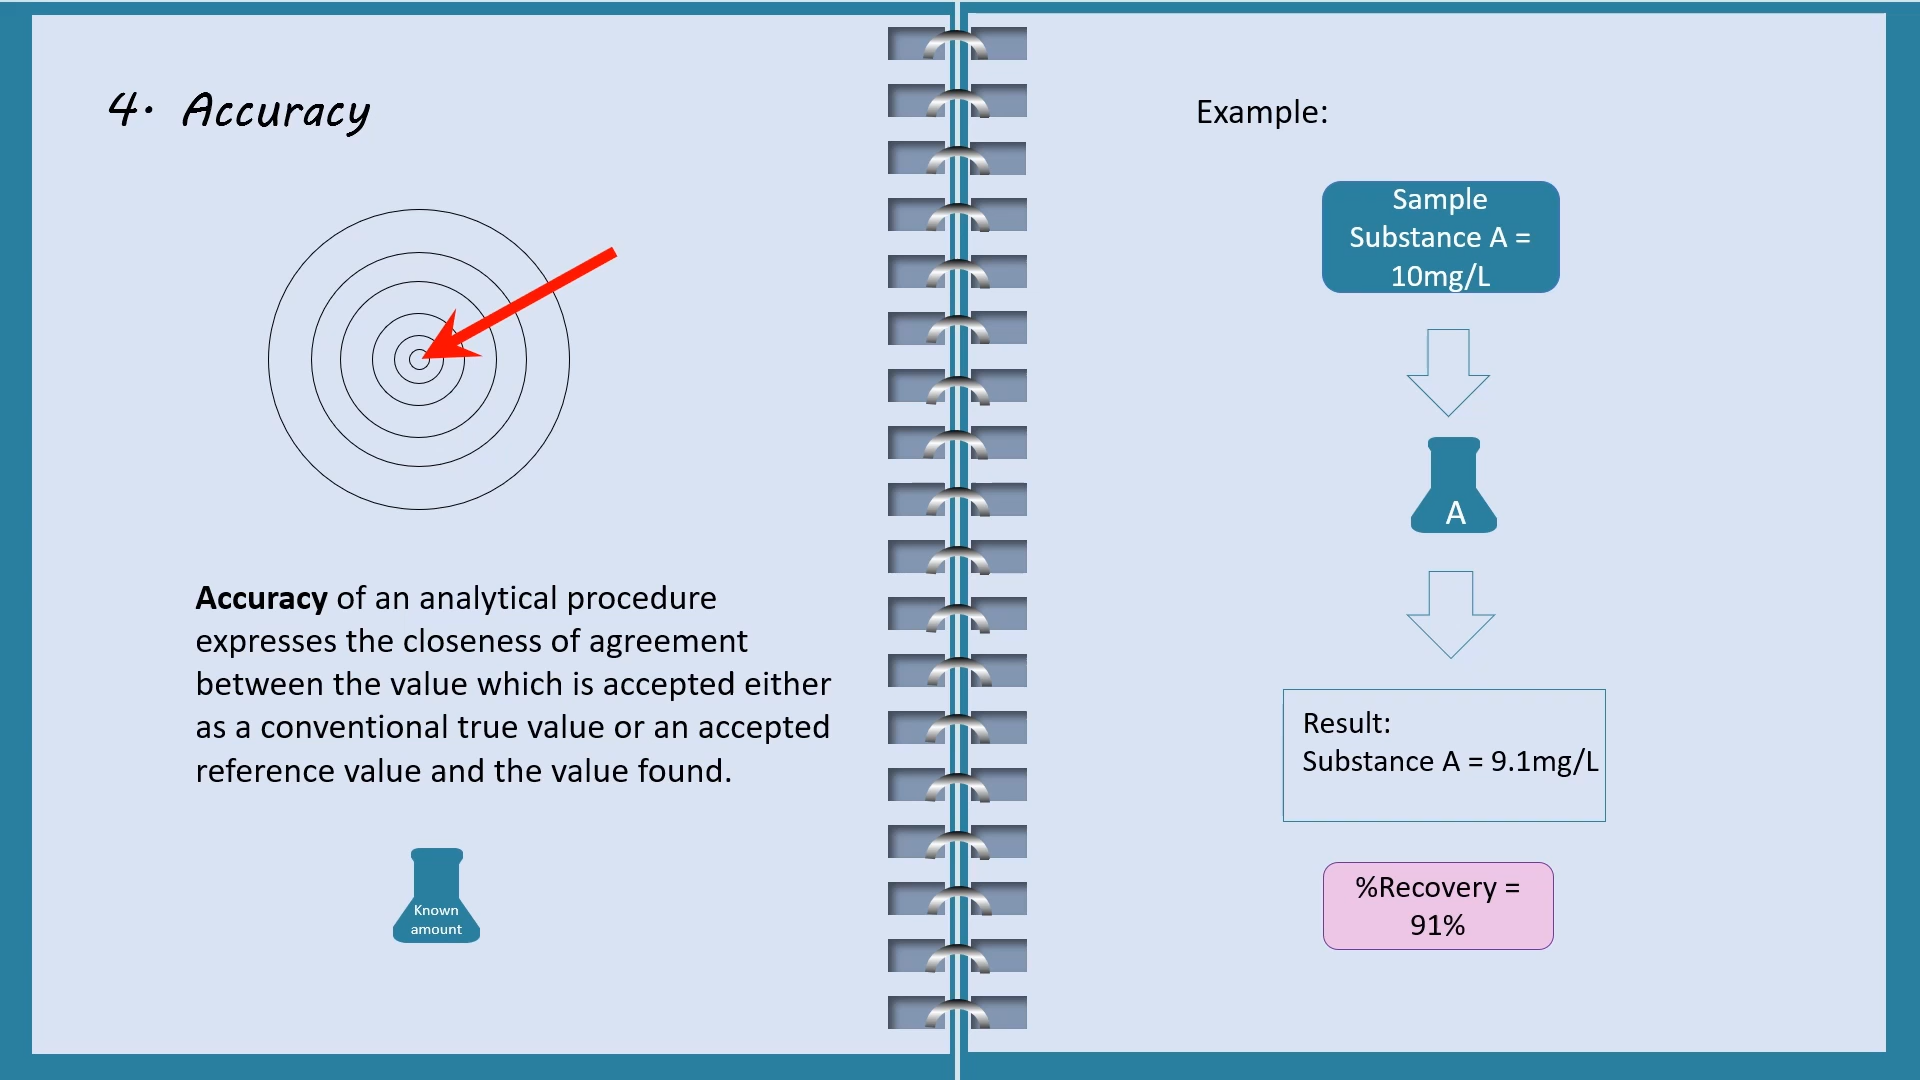 4. Accuracy
Accuracy of an analytical procedure
expresses the closeness of agreement
between the value which is accepted either
as a conventional true value or an accepted
reference value and the value found.
Known
amount
Example:
Sample
Substance A =
10mg/L
A
Result:
Substance A = 9.1mg/L
%Recovery =
91%